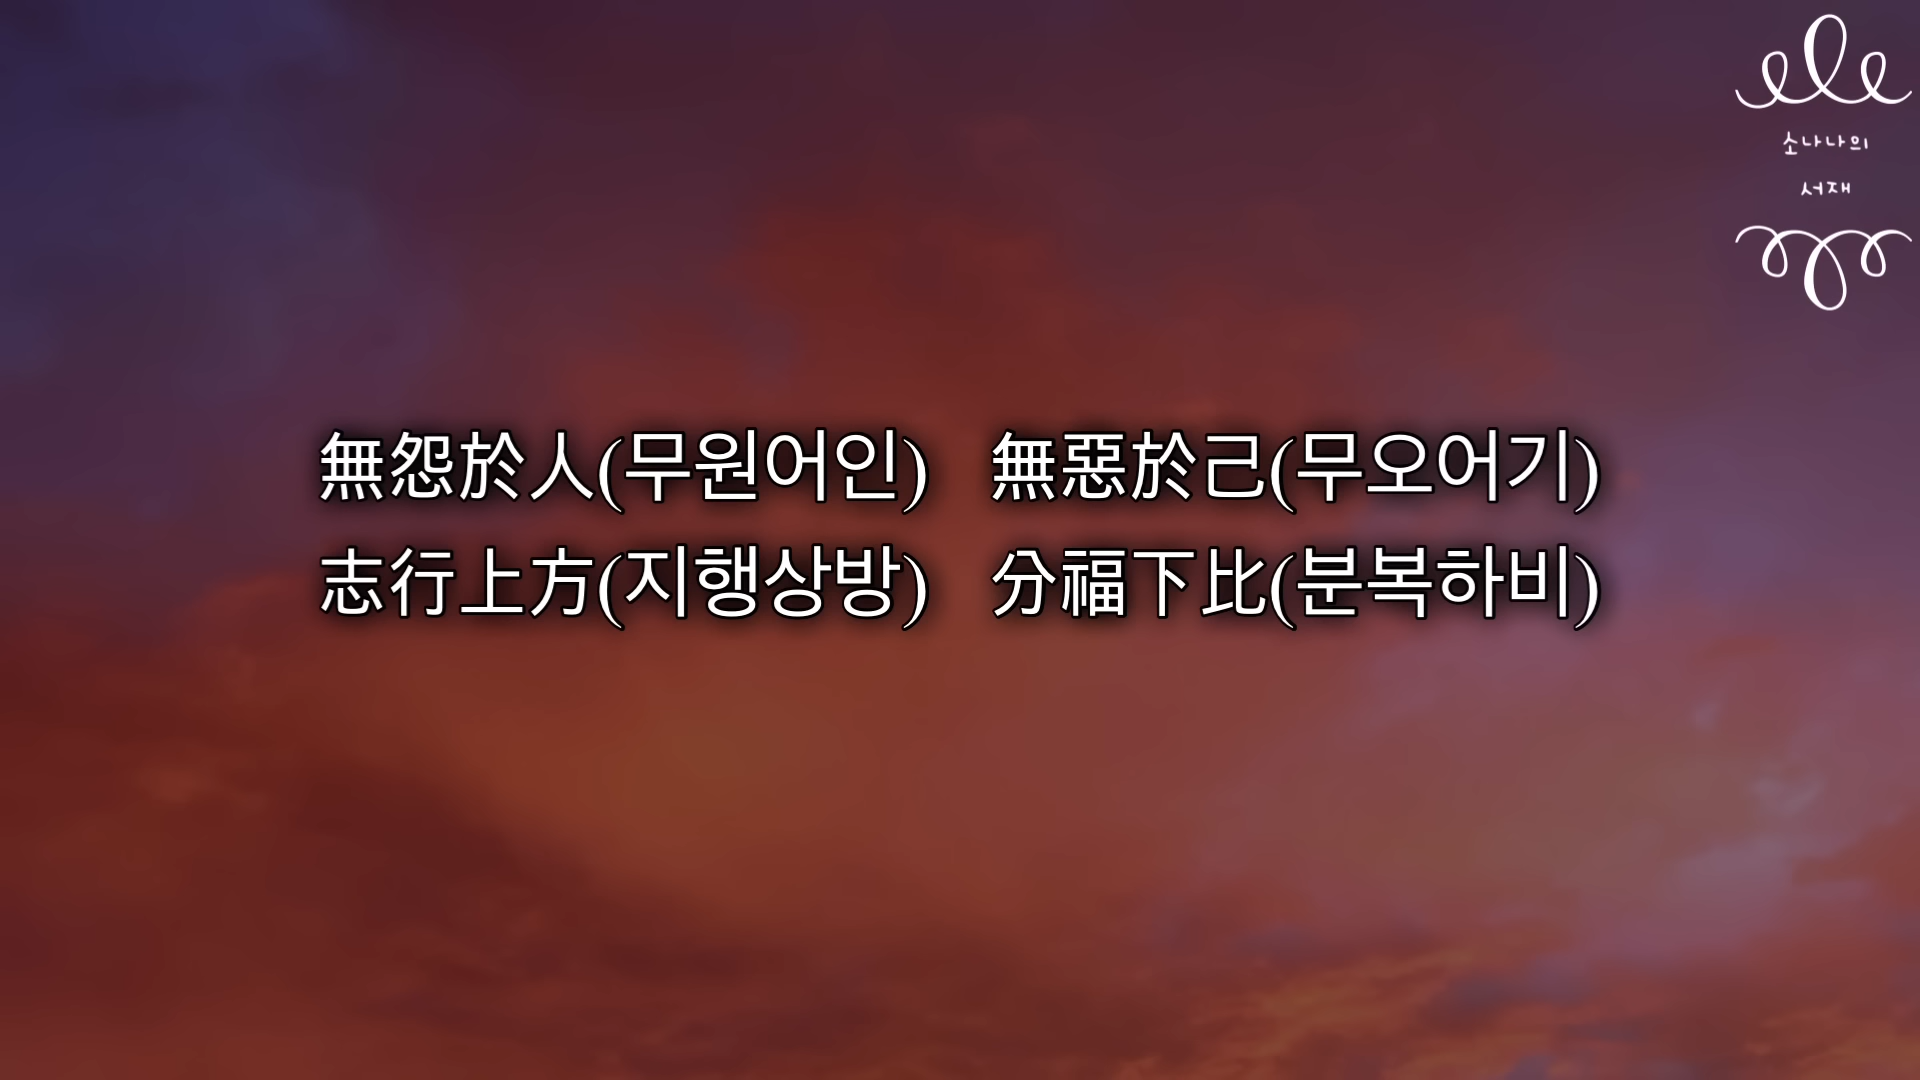 소나나의
서재
無怨於人(무원어인) 無惡於己(무오어기)
志行上方(지행상방) 分福下比(분복하비)